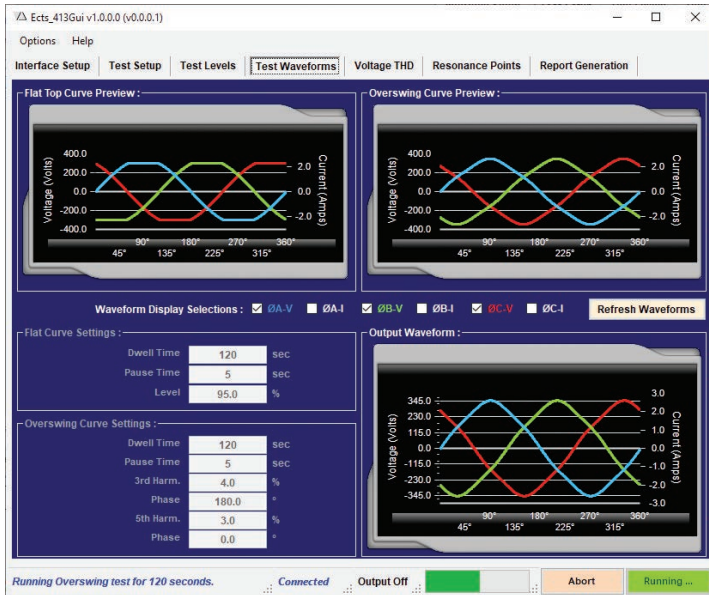 Ects_413Gui v1.0.0.0 (v0.0.0.1)
Options Help
Interface Setup Test Setup Test Levels Test Waveforms Voltage THD Resonance Points Report Generation
Flat Top Curve Preview :
Voltage (Volts)
400.0
200.0
0.0
-200.0
-400.0
2.0
0.0
-2.0
Current (Amps)
90° 180° 270° 360°
45° 135° 225° 315°
Overswing Curve Preview :
Voltage (Volts)
400.0
200.0
0.0
-200.0
-400.0
2.0
0.0
-2.0
Current (Amps)
90° 180° 270° 360°
45° 135° 225° 315°
Waveform Display Selections : ØA-V ØA-I ØB-V ØB-I ØC-V ØC-I Refresh Waveforms
Flat Curve Settings :
Dwell Time 120 sec
Pause Time 5 sec
Level 95.0 %
Overswing Curve Settings :
Dwell Time 120 sec
Pause Time 5 sec
3rd Harm. 4.0 %
Phase 180.0 °
5th Harm. 3.0 %
Phase 0.0 °
Output Waveform :
Voltage (Volts)
345.0
230.0
115.0
0.0
-115.0
-230.0
-345.0
3.0
2.0
1.0
0.0
-1.0
-2.0
-3.0
Current (Amps)
90° 180° 270° 360°
45° 135° 225° 315°
Running Overswing test for 120 seconds. Connected Output Off Abort Running ...